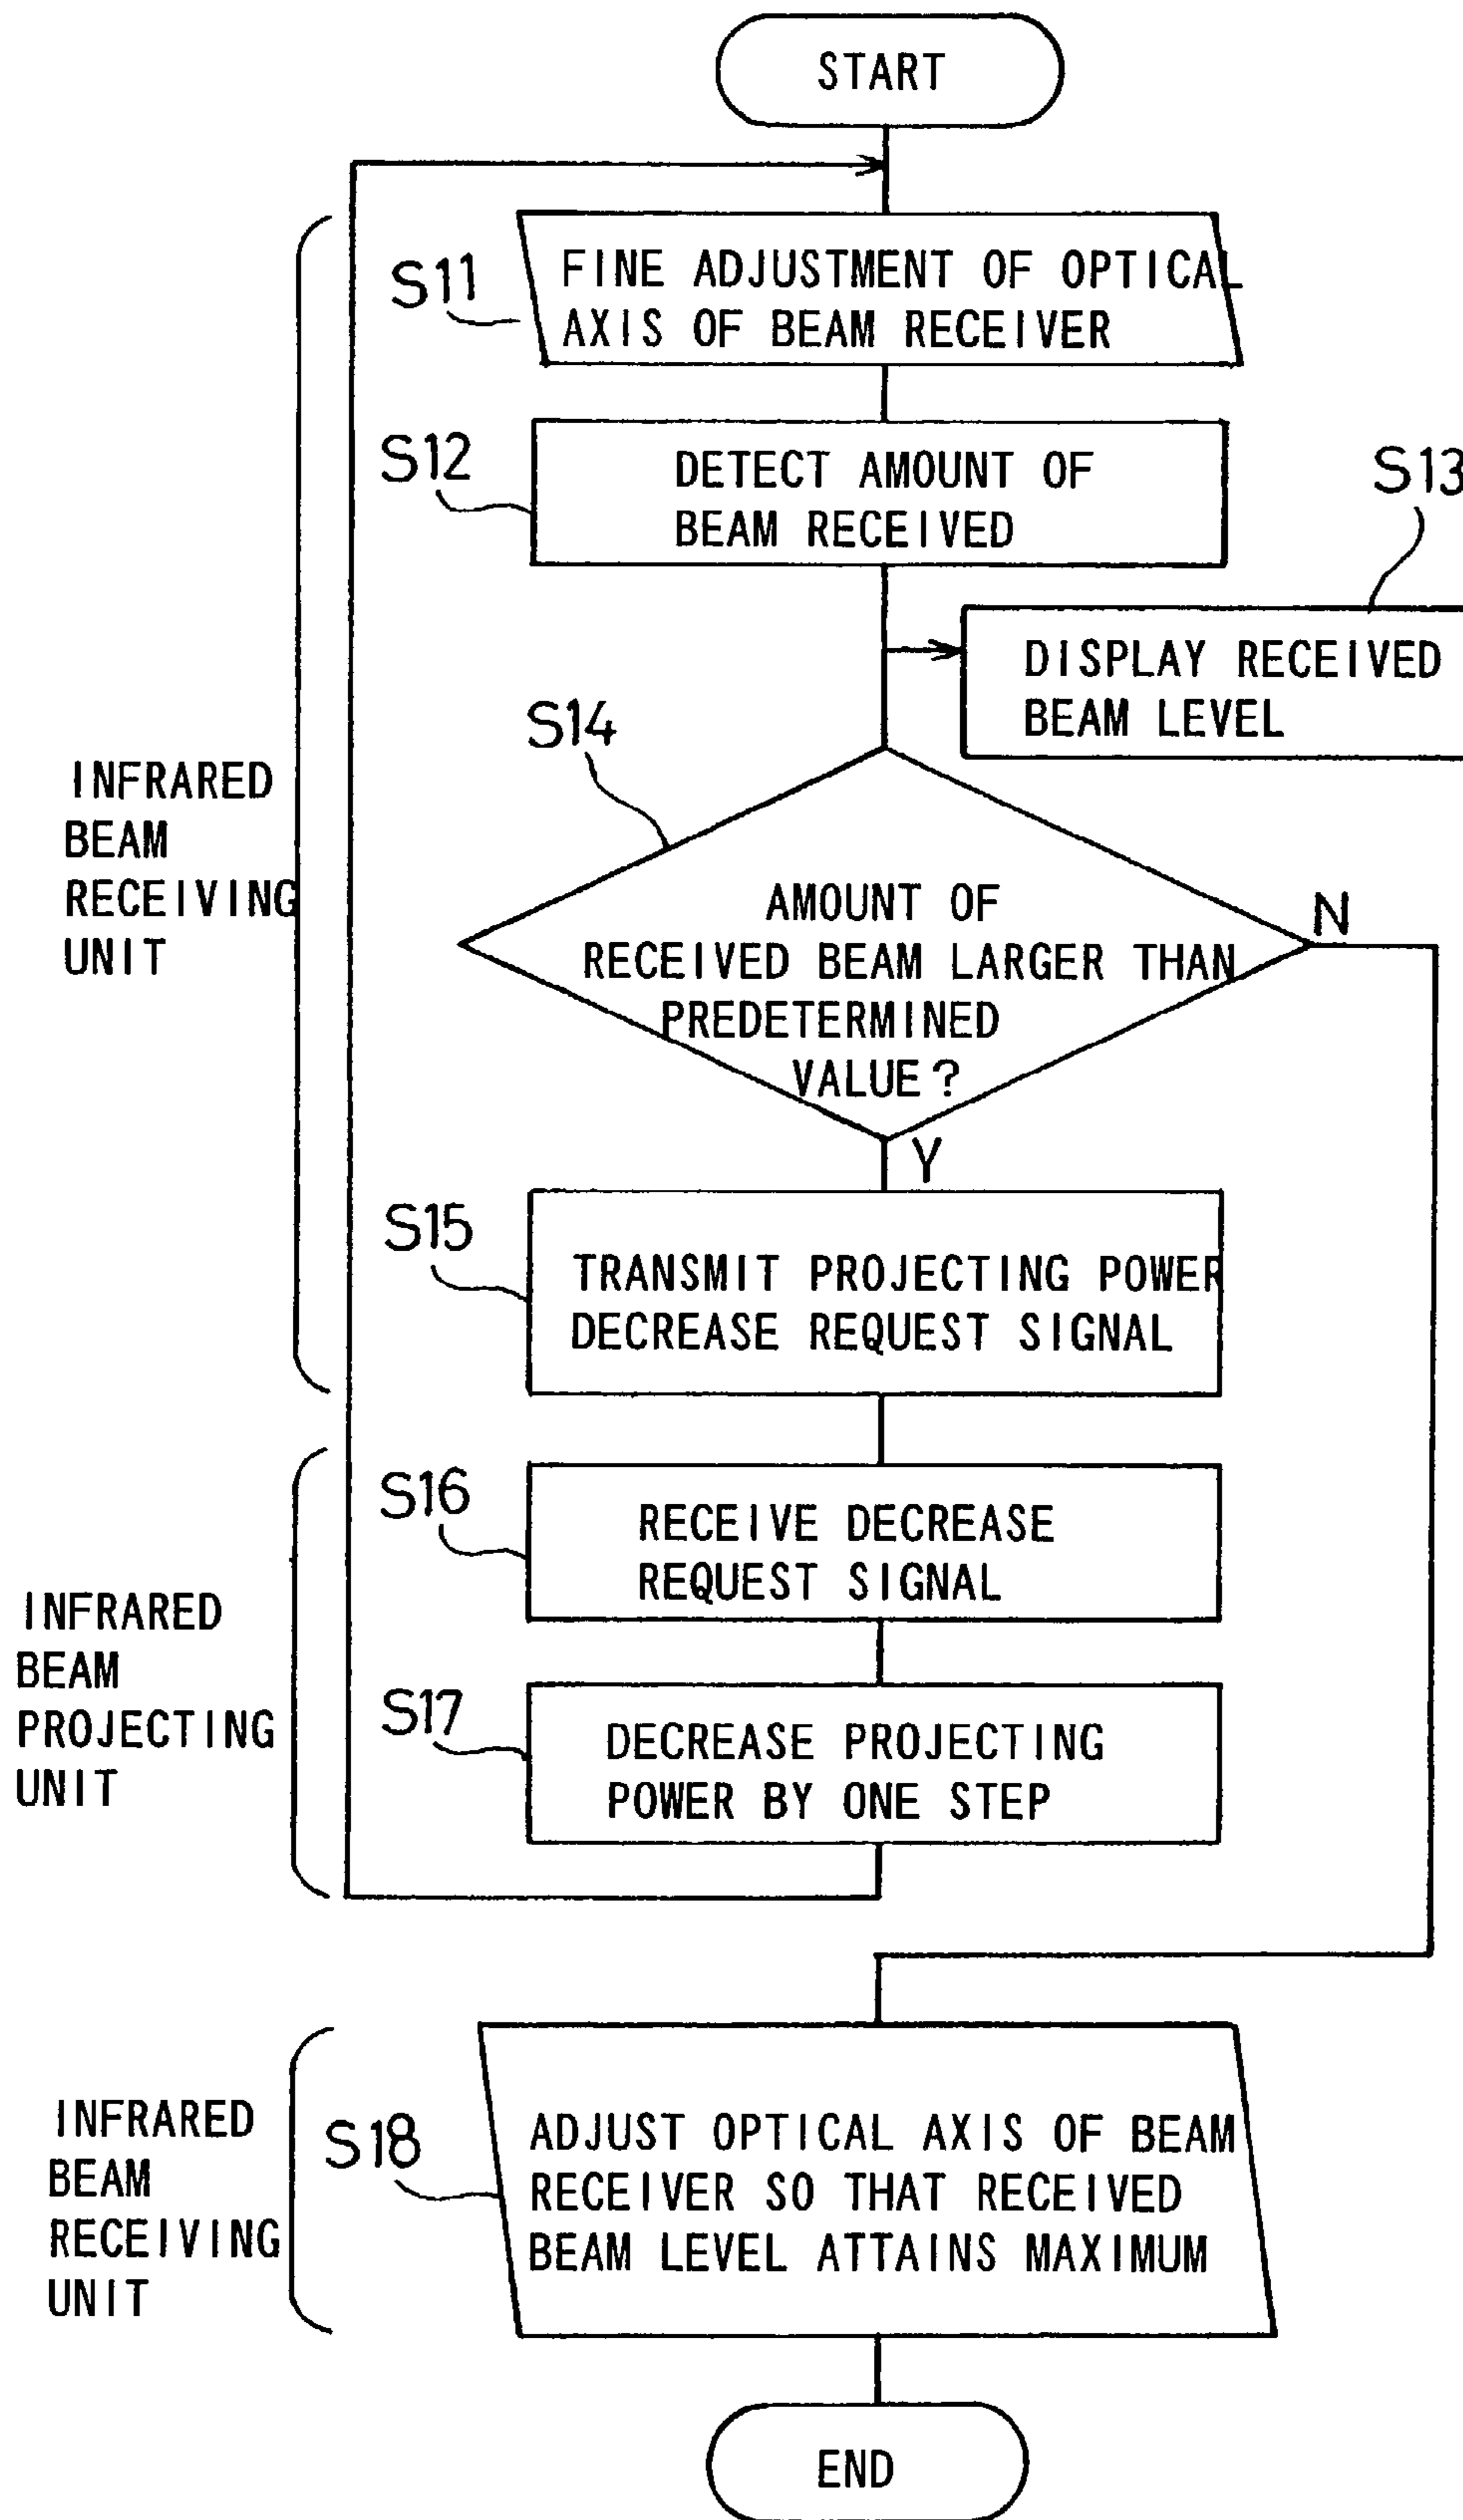 START
S11
FINE ADJUSTMENT OF OPTICAL
AXIS OF BEAM RECEIVER
S12
DETECT AMOUNT OF
BEAM RECEIVED
S13
DISPLAY RECEIVED
BEAM LEVEL
S14
INFRARED
BEAM
RECEIVING
UNIT
AMOUNT OF
RECEIVED BEAM LARGER THAN
PREDETERMINED
VALUE?
N
Y
S15
TRANSMIT PROJECTING POWER
DECREASE REQUEST SIGNAL
S16
RECEIVE DECREASE
REQUEST SIGNAL
INFRARED
BEAM
PROJECTING
UNIT
S17
DECREASE PROJECTING
POWER BY ONE STEP
INFRARED
BEAM
RECEIVING
UNIT
S18
ADJUST OPTICAL AXIS OF BEAM
RECEIVER SO THAT RECEIVED
BEAM LEVEL ATTAINS MAXIMUM
END